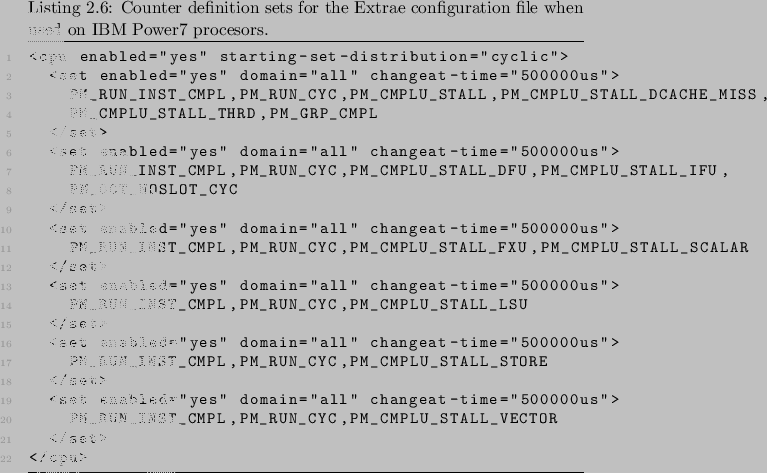 Listing 2.6: Counter definition sets for the Extrae configuration file when
used on IBM Power7 procesors.
1 <cpu enabled="yes" starting-set-distribution="cyclic">
2 <set enabled="yes" domain="all" changeat-time="500000us">
3 PM_RUN_INST_CMPL,PM_RUN_CYC,PM_CMPLU_STALL,PM_CMPLU_STALL_DCACHE_MISS,
4 PM_CMPLU_STALL_THRD,PM_GRP_CMPL
5 </set>
6 <set enabled="yes" domain="all" changeat-time="500000us">
7 PM_RUN_INST_CMPL,PM_RUN_CYC,PM_CMPLU_STALL_DFU,PM_CMPLU_STALL_IFU,
8 PM_GCT_NOSLOT_CYC
9 </set>
10 <set enabled="yes" domain="all" changeat-time="500000us">
11 PM_RUN_INST_CMPL,PM_RUN_CYC,PM_CMPLU_STALL_FXU,PM_CMPLU_STALL_SCALAR
12 </set>
13 <set enabled="yes" domain="all" changeat-time="500000us">
14 PM_RUN_INST_CMPL,PM_RUN_CYC,PM_CMPLU_STALL_LSU
15 </set>
16 <set enabled="yes" domain="all" changeat-time="500000us">
17 PM_RUN_INST_CMPL,PM_RUN_CYC,PM_CMPLU_STALL_STORE
18 </set>
19 <set enabled="yes" domain="all" changeat-time="500000us">
20 PM_RUN_INST_CMPL,PM_RUN_CYC,PM_CMPLU_STALL_VECTOR
21 </set>
22 </cpu>